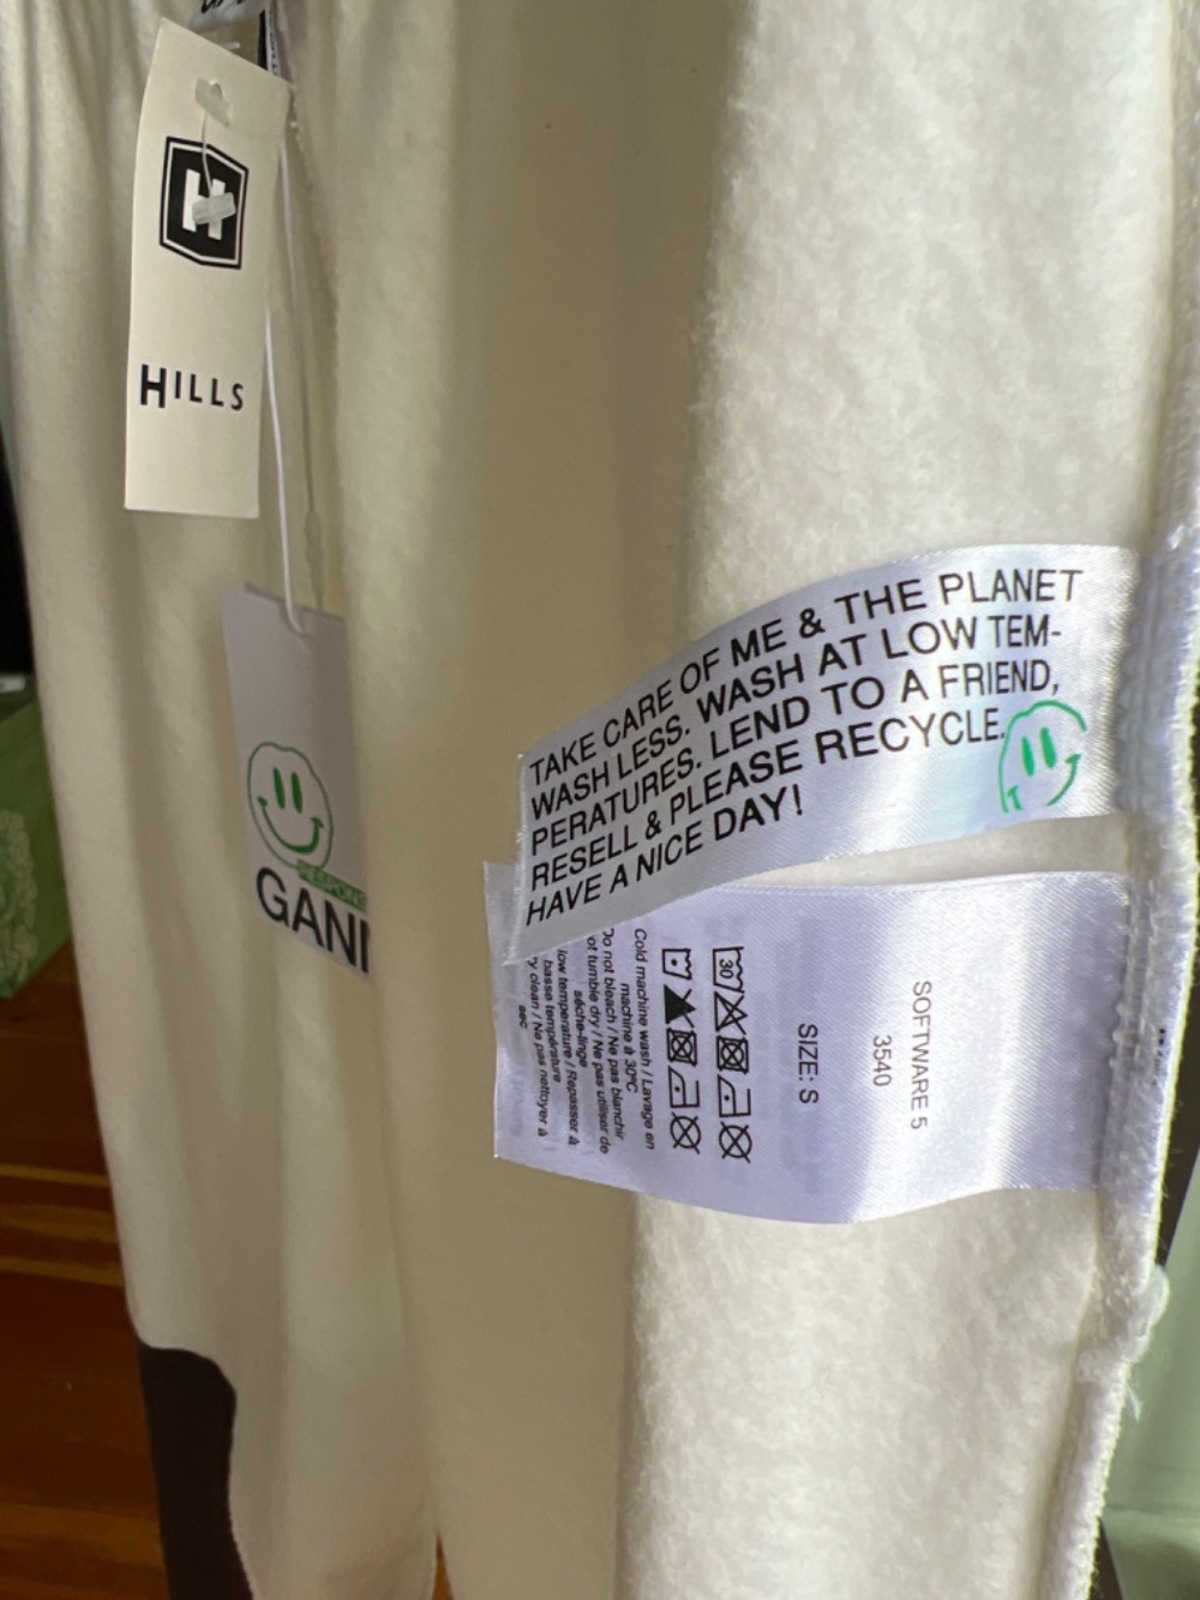 H
HILLS
RESPONS
GANI
TAKE CARE OF ME & THE PLANET
WASH LESS. WASH AT LOW TEM-
PERATURES. LEND TO A FRIEND,
RESELL & PLEASE RECYCLE.
HAVE A NICE DAY!
SOFTWARE 5
3540
SIZE: S
30
Cold machine wash / Lavage en
machine à 30°C
Do not bleach / Ne pas blanchir
ot tumble dry / Ne pas utiliser de
sèche-linge
low temperature / Repasser à
basse température
y clean / Ne pas nettoyer à
sec